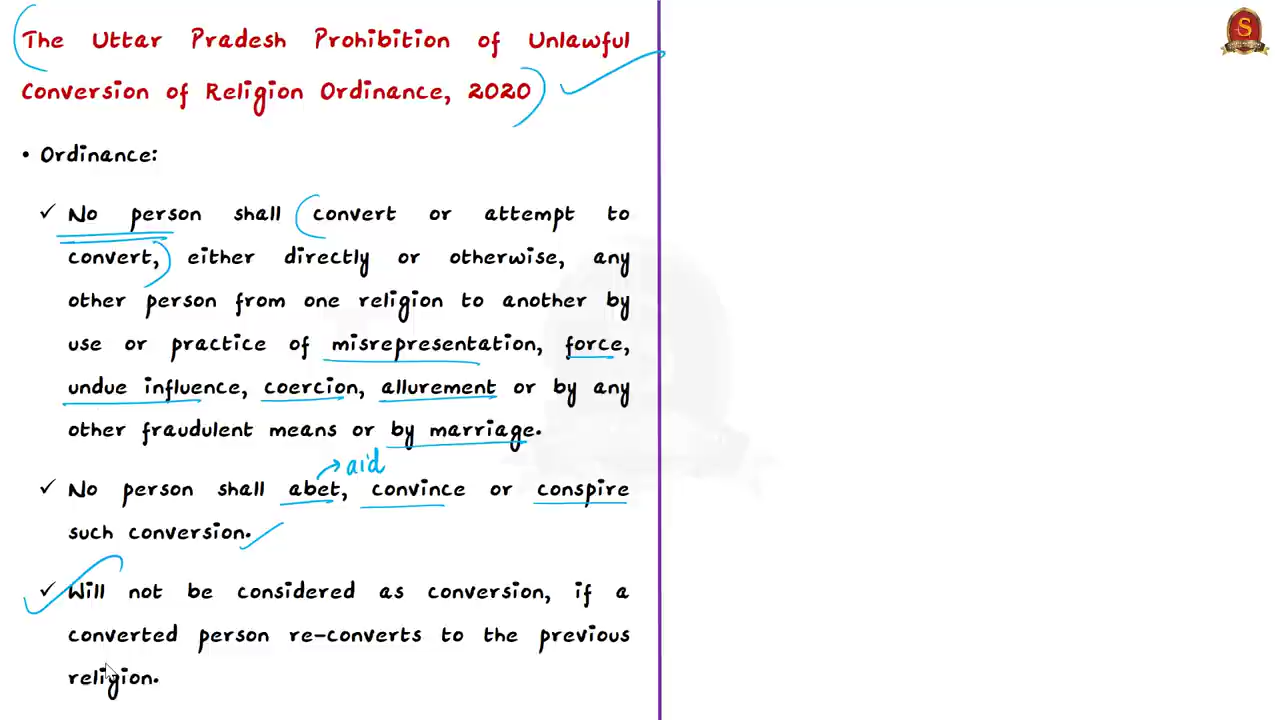 The Uttar Pradesh Prohibition of Unlawful
Conversion of Religion Ordinance, 2020
• Ordinance:
✓ No person shall convert or attempt to
convert, either directly or otherwise, any
other person from one religion to another by
use or practice of misrepresentation, force,
undue influence, coercion, allurement or by any
other fraudulent means or by marriage.
aid
✓ No person shall abet, convince or conspire
such conversion.
✓ Will not be considered as conversion, if a
converted person re-converts to the previous
religion.
S